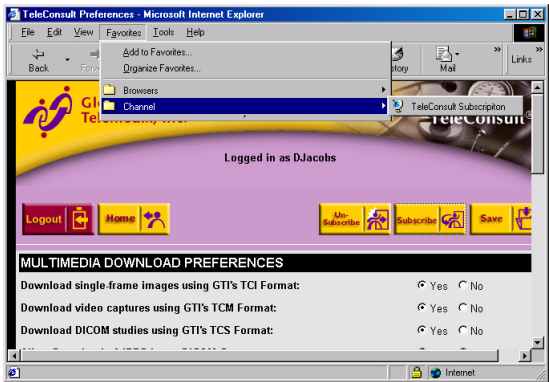 TeleConsult Preferences - Microsoft Internet Explorer
File Edit View Favorites Tools Help
Back Forw story Mail » Links »
Add to Favorites...
Organize Favorites...
Browsers
Channel
TeleConsult Subscripiton
Gl
TeleConsult
Logged in as DJacobs
Logout Home Un-Subscribe Subscribe Save
MULTIMEDIA DOWNLOAD PREFERENCES
Download single-frame images using GTI's TCI Format: Yes No
Download video captures using GTI's TCM Format: Yes No
Download DICOM studies using GTI's TCS Format: Yes No
Internet